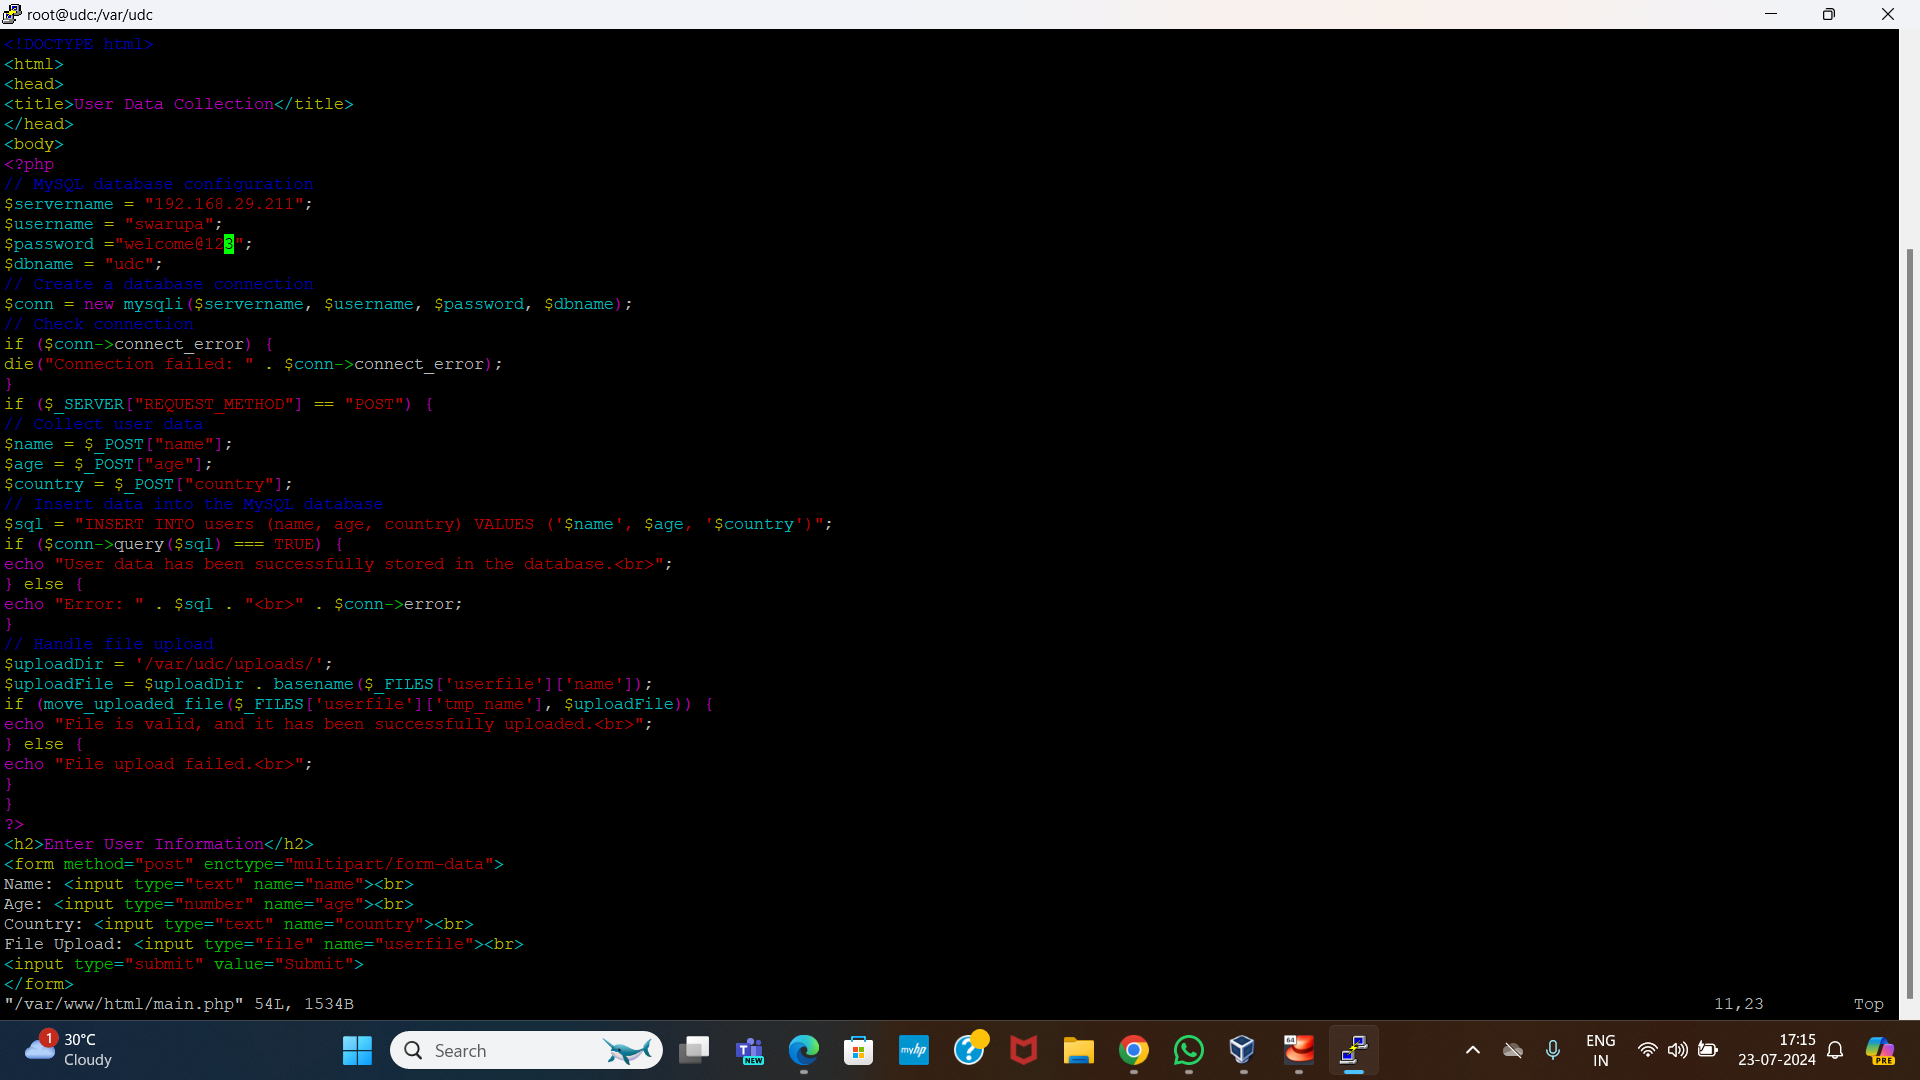 root@udc:/var/udc
<!DOCTYPE html>
<html>
<head>
<title>User Data Collection</title>
</head>
<body>
<?php
// MySQL database configuration
$servername = "192.168.29.211";
$username = "swarupa";
$password ="welcome@123";
$dbname = "udc";
// Create a database connection
$conn = new mysqli($servername, $username, $password, $dbname);
// Check connection
if ($conn->connect_error) {
die("Connection failed: " . $conn->connect_error);
}
if ($_SERVER["REQUEST_METHOD"] == "POST") {
// Collect user data
$name = $_POST["name"];
$age = $_POST["age"];
$country = $_POST["country"];
// Insert data into the MySQL database
$sql = "INSERT INTO users (name, age, country) VALUES ('$name', $age, '$country')";
if ($conn->query($sql) === TRUE) {
echo "User data has been successfully stored in the database.<br>";
} else {
echo "Error: " . $sql . "<br>" . $conn->error;
}
// Handle file upload
$uploadDir = '/var/udc/uploads/';
$uploadFile = $uploadDir . basename($_FILES['userfile']['name']);
if (move_uploaded_file($_FILES['userfile']['tmp_name'], $uploadFile)) {
echo "File is valid, and it has been successfully uploaded.<br>";
} else {
echo "File upload failed.<br>";
}
}
?>
<h2>Enter User Information</h2>
<form method="post" enctype="multipart/form-data">
Name: <input type="text" name="name"><br>
Age: <input type="number" name="age"><br>
Country: <input type="text" name="country"><br>
File Upload: <input type="file" name="userfile"><br>
<input type="submit" value="Submit">
</form>
"/var/www/html/main.php" 54L, 1534B 11,23 Top
1
30°C
Cloudy
Search
NEW
myhp
64
ENG
IN
17:15
23-07-2024
PRE